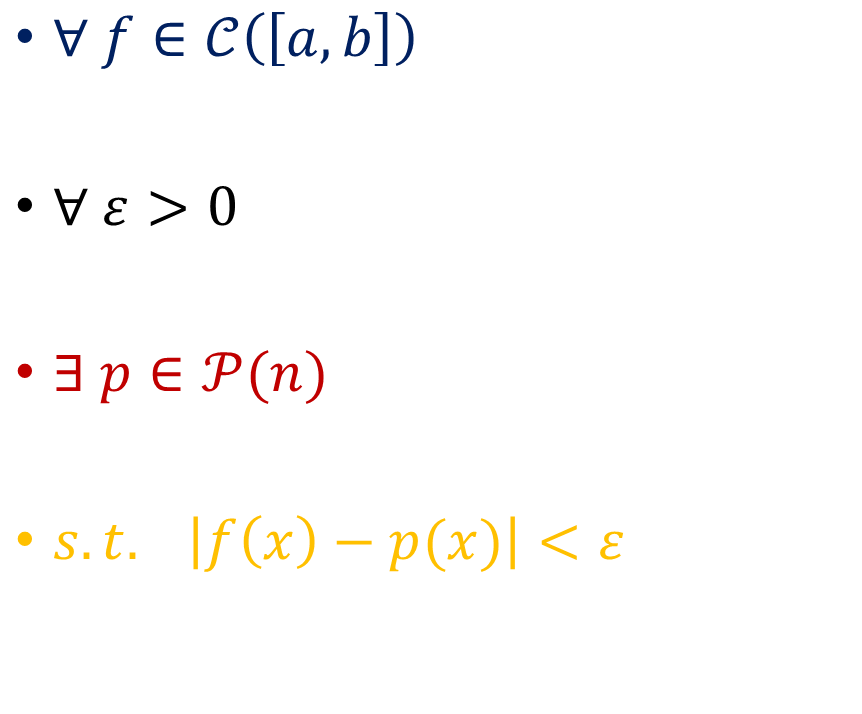 • ∀ f ∈ 𝒞([a, b])
• ∀ ε > 0
• ∃ p ∈ 𝒫(n)
• s.t. |f(x) − p(x)| < ε